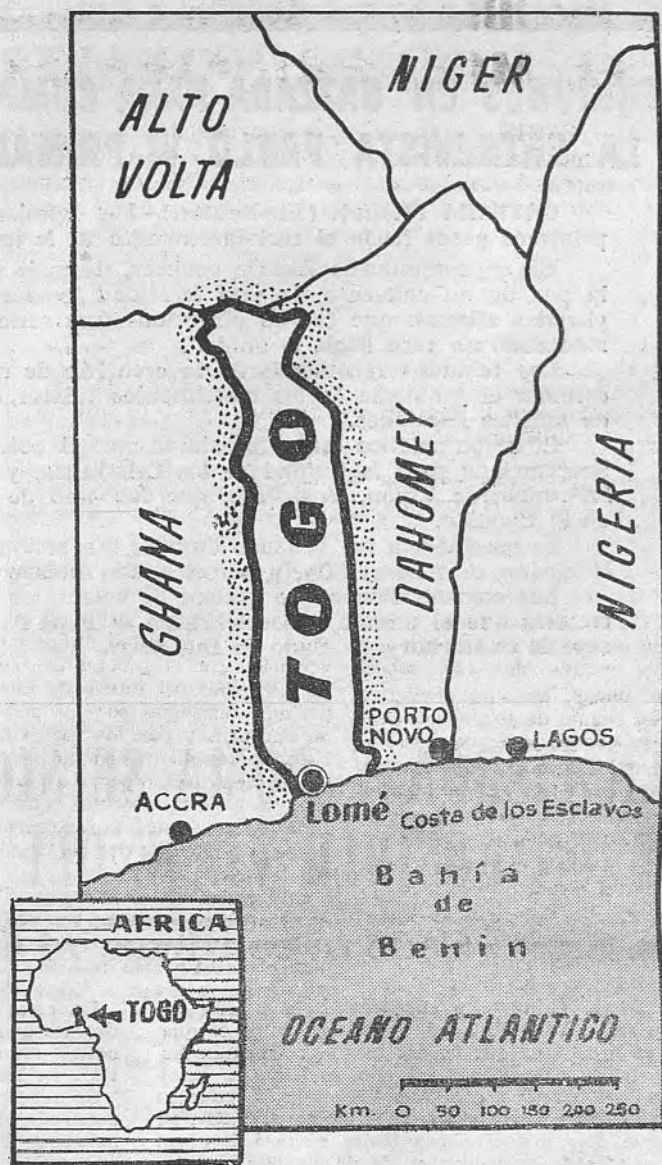 NIGER
ALTO
VOLTA
GHANA
TOGO
DAHOMEY
NIGERIA
PORTO
NOVO
LAGOS
ACCRA
Lomé
Costa de los Esclavos
Bahía
de
Benin
OCEANO ATLANTICO
Km. 0 50 100 150 200 250
AFRICA
TOGO